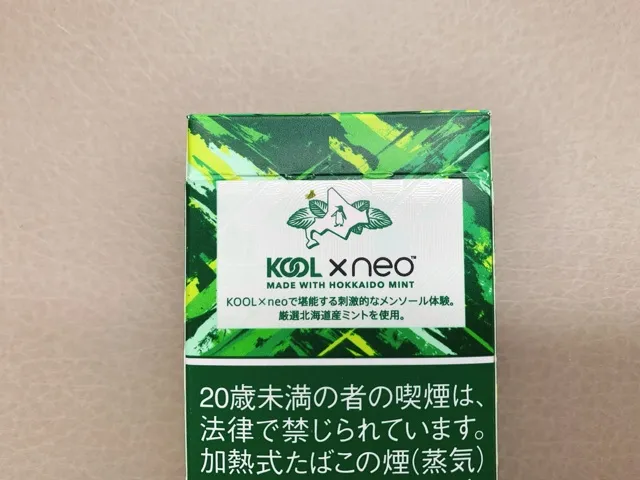 KOOL×neo™
MADE WITH HOKKAIDO MINT
KOOL×neoで堪能する刺激的なメンソール体験。
厳選北海道産ミントを使用。
20歳未満の者の喫煙は、
法律で禁じられています。
加熱式たばこの煙(蒸気)